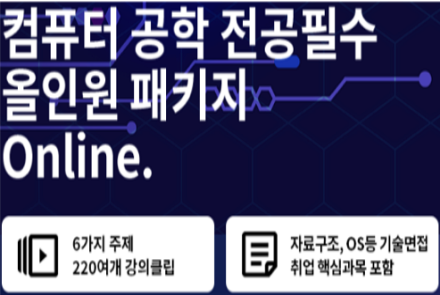 컴퓨터 공학 전공필수
올인원 패키지
Online.
6가지 주제
220여개 강의클립
자료구조, OS등 기술면접
취업 핵심과목 포함